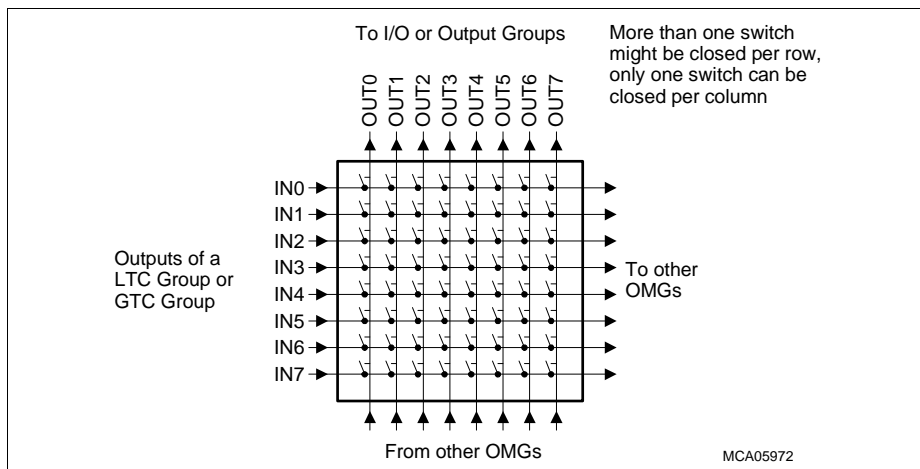 To I/O or Output Groups
More than one switch
might be closed per row,
only one switch can be
closed per column
OUT0
OUT1
OUT2
OUT3
OUT4
OUT5
OUT6
OUT7
IN0
IN1
IN2
IN3
IN4
IN5
IN6
IN7
Outputs of a
LTC Group or
GTC Group
To other
OMGs
From other OMGs
MCA05972